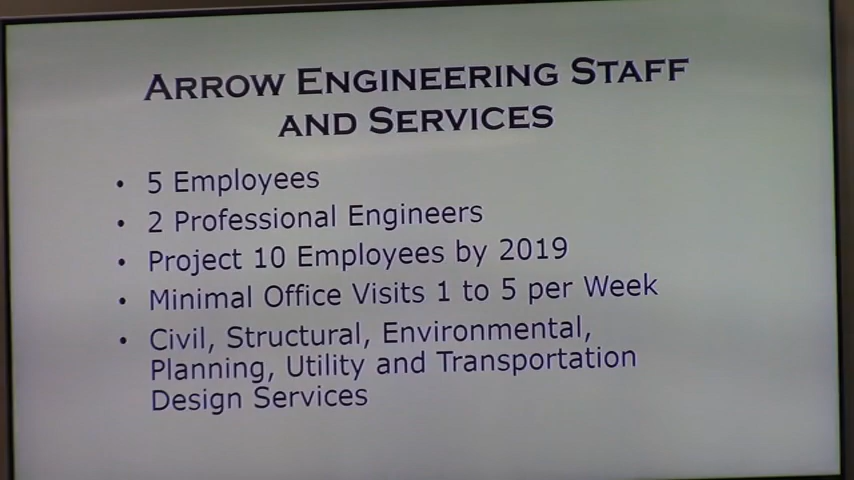 ARROW ENGINEERING STAFF
AND SERVICES
• 5 Employees
• 2 Professional Engineers
• Project 10 Employees by 2019
• Minimal Office Visits 1 to 5 per Week
• Civil, Structural, Environmental,
Planning, Utility and Transportation
Design Services